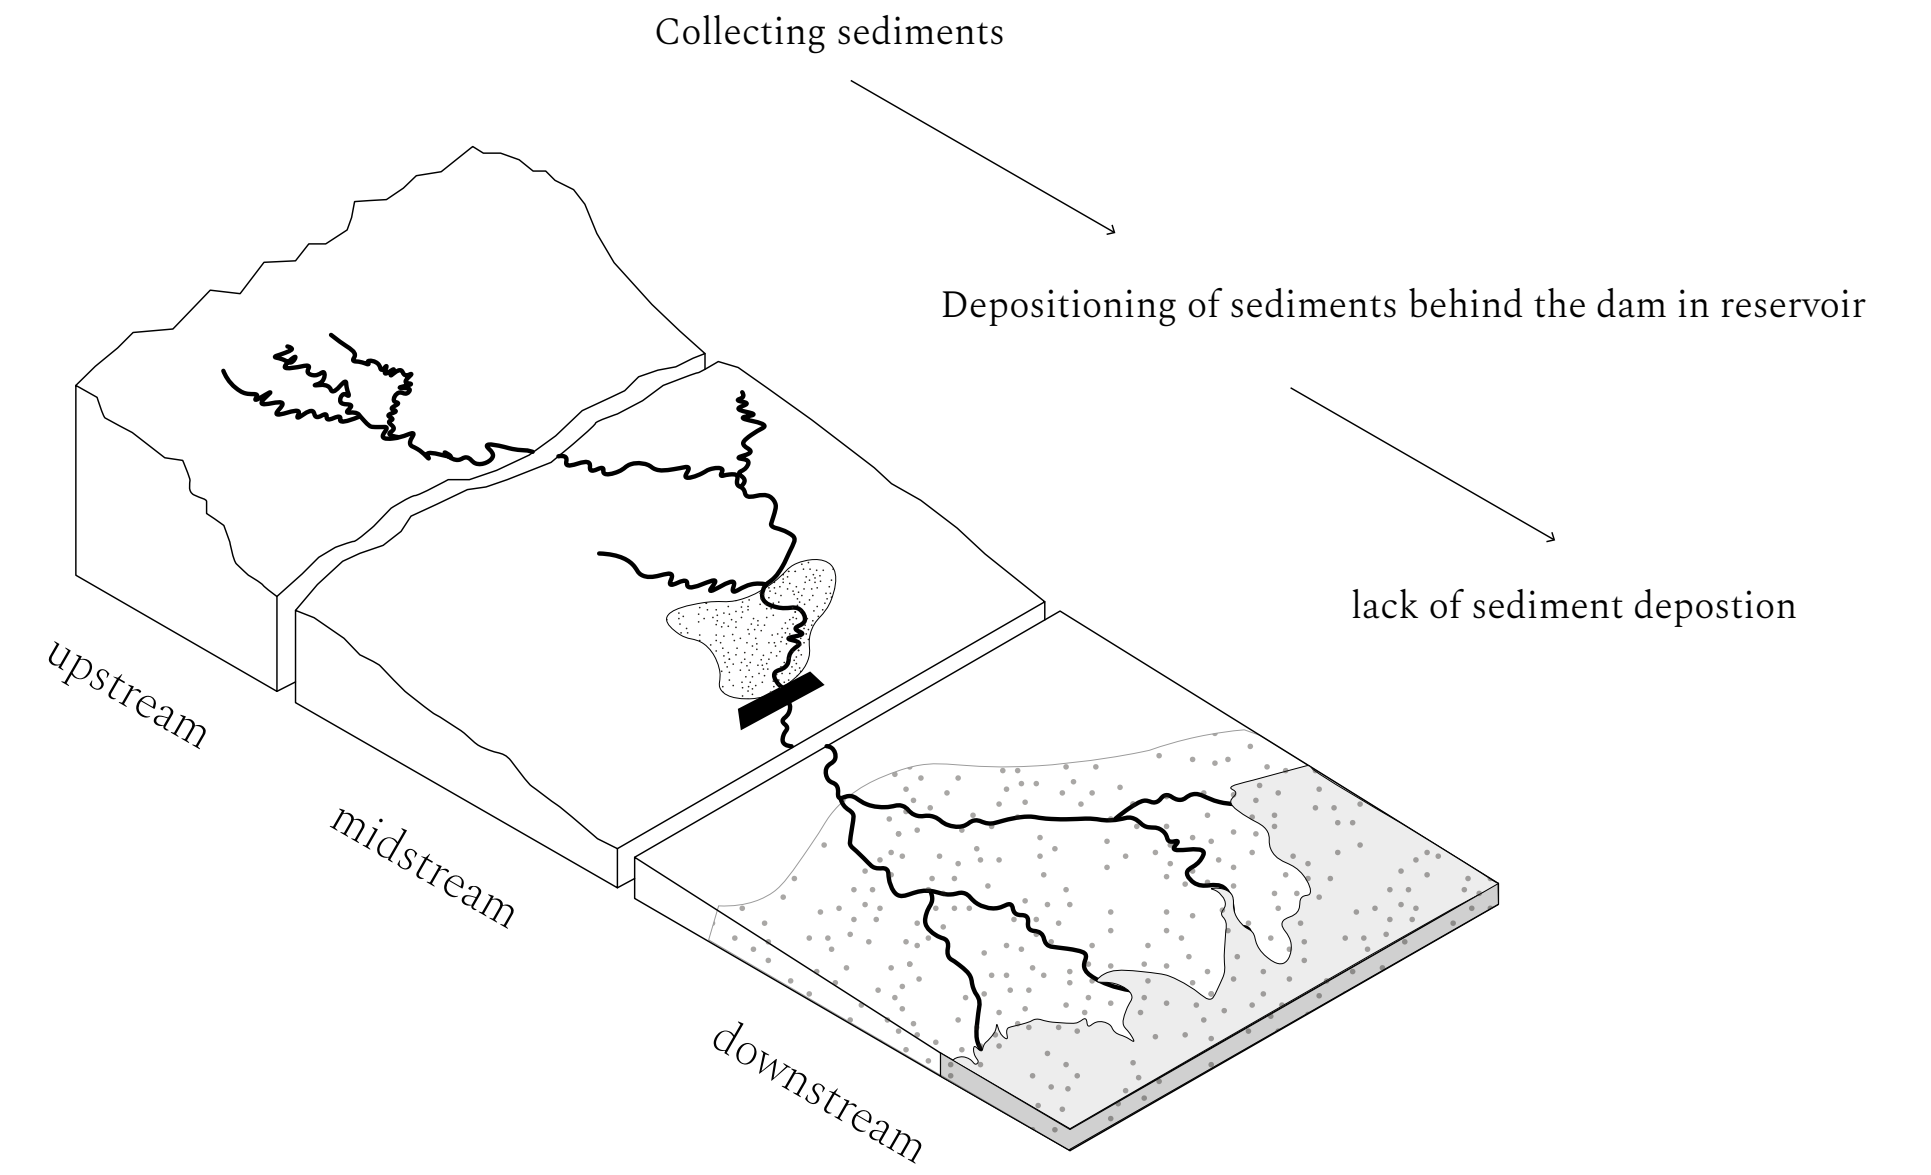 Collecting sediments
Depositioning of sediments behind the dam in reservoir
lack of sediment depostion
upstream
midstream
downstream